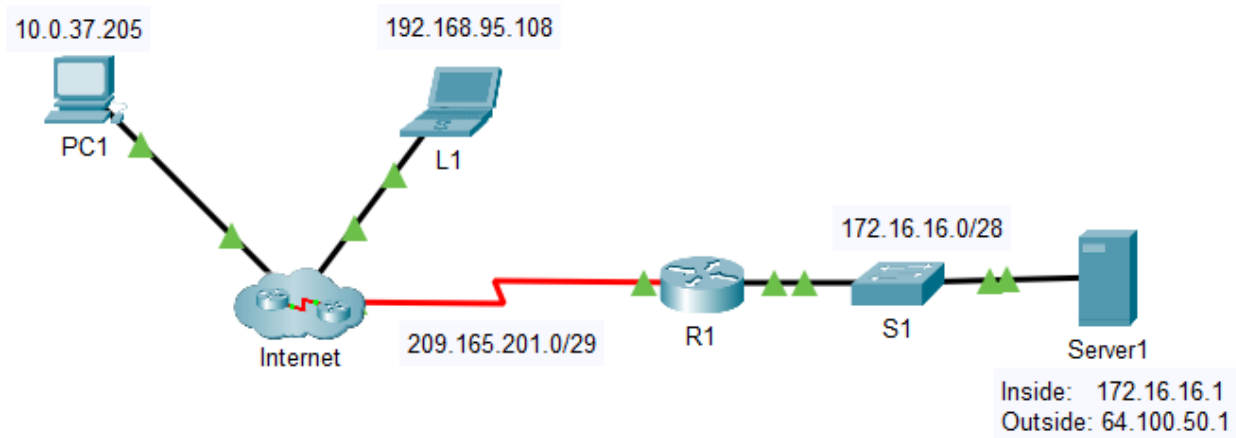 10.0.37.205
192.168.95.108
PC1
L1
172.16.16.0/28
209.165.201.0/29
R1
S1
Internet
Server1
Inside: 172.16.16.1
Outside: 64.100.50.1